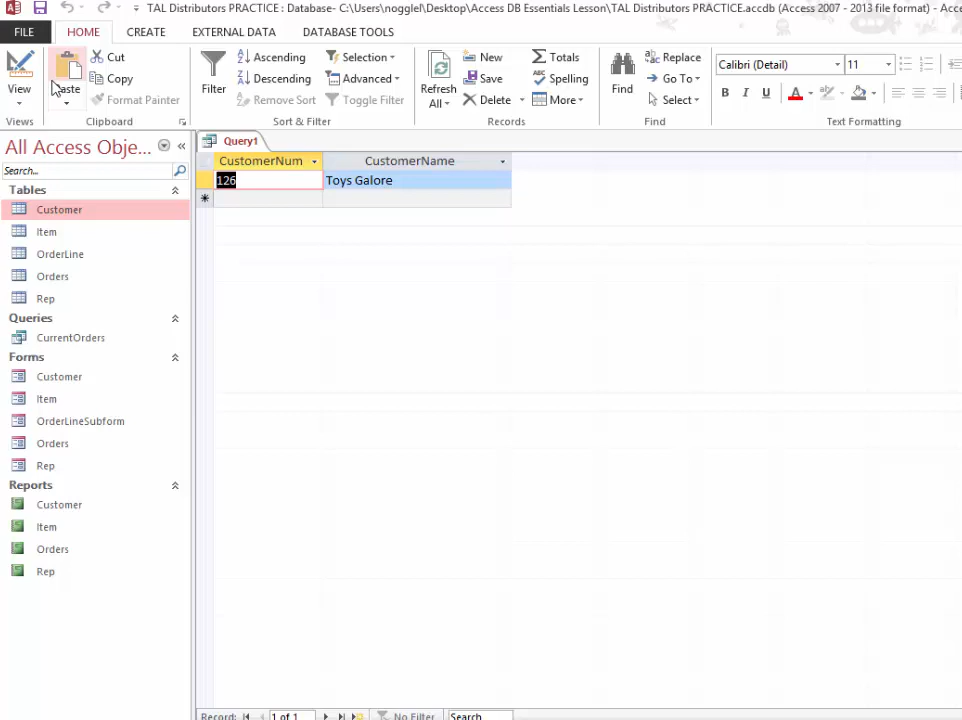 TAL Distributors PRACTICE : Database- C:\Users\nogglel\Desktop\Access DB Essentials Lesson\TAL Distributors PRACTICE.accdb (Access 2007 - 2013 file format) - Acce
FILE HOME CREATE EXTERNAL DATA DATABASE TOOLS
View
Views
Paste
Cut
Copy
Format Painter
Clipboard
Filter
Ascending
Descending
Remove Sort
Selection
Advanced
Toggle Filter
Sort & Filter
Refresh All
New
Save
Delete
Totals
Spelling
More
Records
Find
Replace
Go To
Select
Find
Calibri (Detail) 11
B I U A
Text Formatting
All Access Obje...
Search...
Tables
Customer
Item
OrderLine
Orders
Rep
Queries
CurrentOrders
Forms
Customer
Item
OrderLineSubform
Orders
Rep
Reports
Customer
Item
Orders
Rep
Query1
CustomerNum CustomerName
126 Toys Galore
Record: 1 of 1 No Filter Search